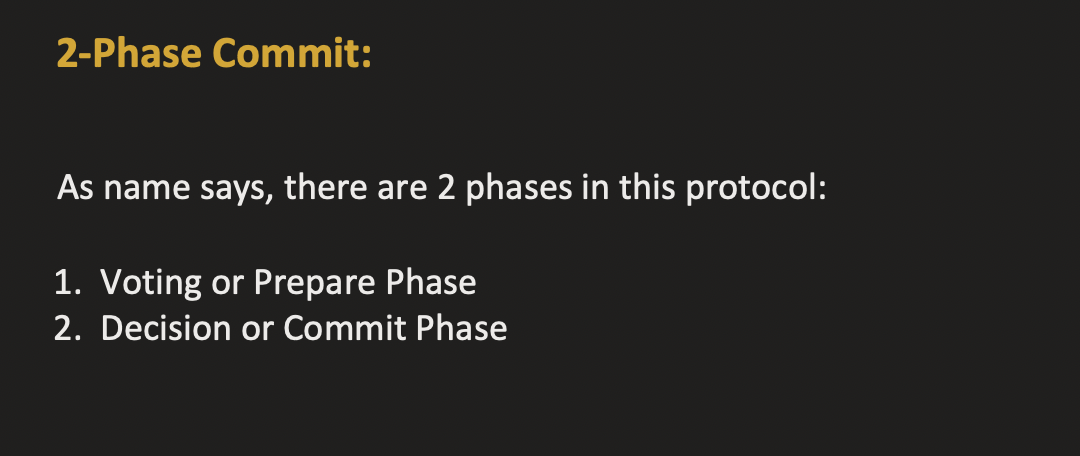 2-Phase Commit:
As name says, there are 2 phases in this protocol:
1. Voting or Prepare Phase
2. Decision or Commit Phase